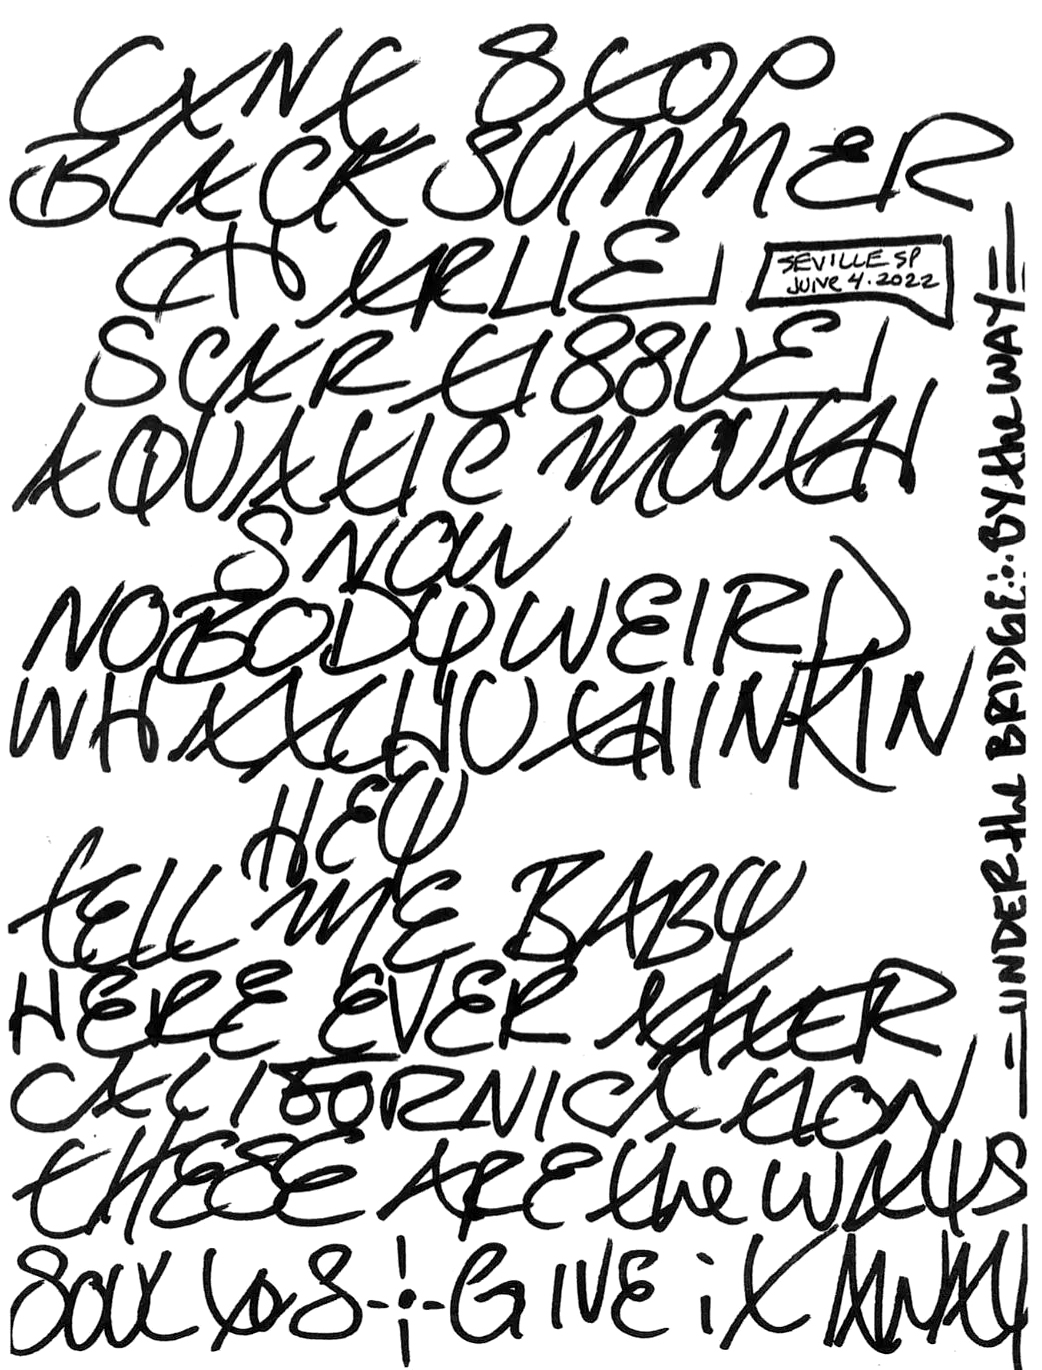 CANT STOP
BLACK SUMMER
CHARLIE
SEVILLE SP
JUNE 4.2022
SCAR TISSUE
AQUATIC MOUTH
SNOW
NOBODY WEIRD
WHATCHU THINKIN
HEY
tELL ME BABY
HERE EVER AFTER
CALIFORNICATION
tHESE ARE the WAYS
SOUL TO S -¦- GIVE iT AWAY
— UNDER the BRIDGE... BY the WAY —